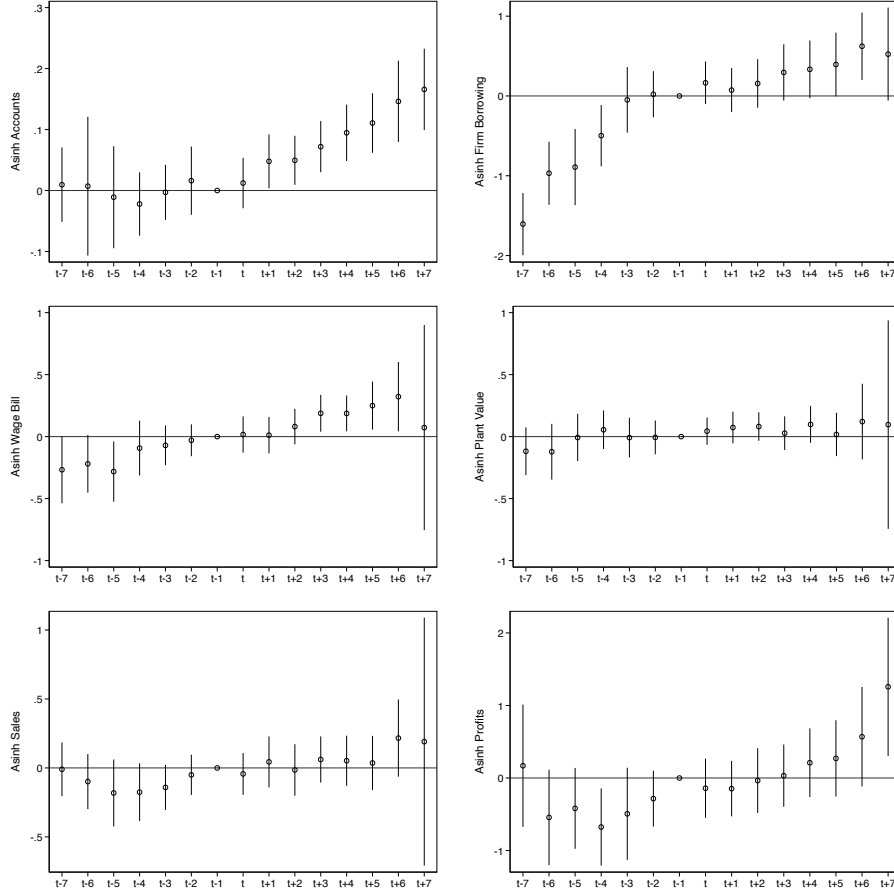 Asinh Accounts
.3
.2
.1
0
-.1
t-7 t-6 t-5 t-4 t-3 t-2 t-1 t t+1 t+2 t+3 t+4 t+5 t+6 t+7
Asinh Firm Borrowing
1
0
-1
-2
t-7 t-6 t-5 t-4 t-3 t-2 t-1 t t+1 t+2 t+3 t+4 t+5 t+6 t+7
Asinh Wage Bill
1
.5
0
-.5
-1
t-7 t-6 t-5 t-4 t-3 t-2 t-1 t t+1 t+2 t+3 t+4 t+5 t+6 t+7
Asinh Plant Value
1
.5
0
-.5
-1
t-7 t-6 t-5 t-4 t-3 t-2 t-1 t t+1 t+2 t+3 t+4 t+5 t+6 t+7
Asinh Sales
1
.5
0
-.5
t-7 t-6 t-5 t-4 t-3 t-2 t-1 t t+1 t+2 t+3 t+4 t+5 t+6 t+7
Asinh Profits
2
1
0
-1
t-7 t-6 t-5 t-4 t-3 t-2 t-1 t t+1 t+2 t+3 t+4 t+5 t+6 t+7